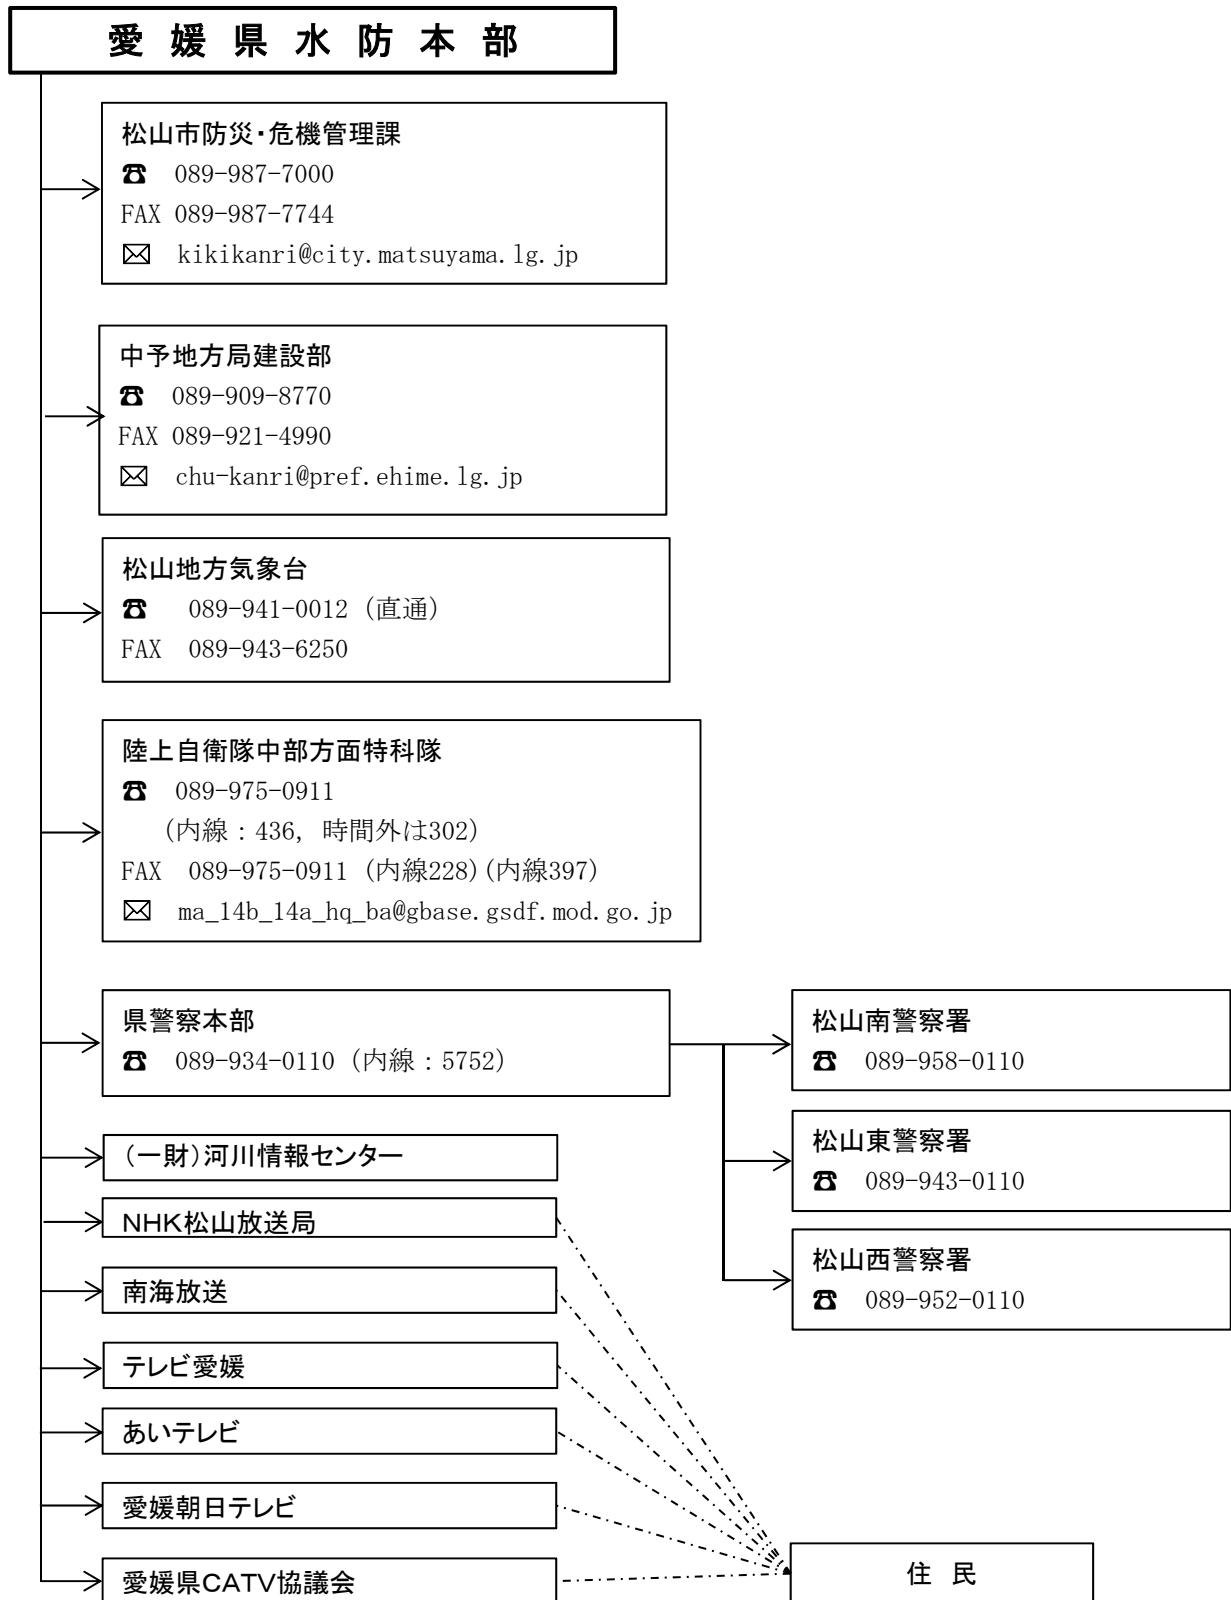 愛媛県水防本部
松山市防災・危機管理課
☎ 089-987-7000
FAX 089-987-7744
✉ kikikanri@city.matsuyama.lg.jp
中予地方局建設部
☎ 089-909-8770
FAX 089-921-4990
✉ chu-kanri@pref.ehime.lg.jp
松山地方気象台
☎ 089-941-0012（直通）
FAX 089-943-6250
陸上自衛隊中部方面特科隊
☎ 089-975-0911
（内線：436，時間外は302）
FAX 089-975-0911（内線228）（内線397）
✉ ma_14b_14a_hq_ba@gbase.gsdf.mod.go.jp
県警察本部
☎ 089-934-0110（内線：5752）
松山南警察署
☎ 089-958-0110
松山東警察署
☎ 089-943-0110
松山西警察署
☎ 089-952-0110
（一財）河川情報センター
NHK松山放送局
南海放送
テレビ愛媛
あいテレビ
愛媛朝日テレビ
愛媛県CATV協議会
住民